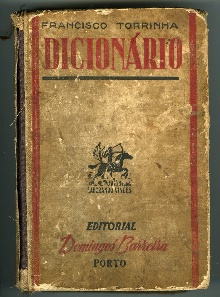 FRANCISCO TORRINHA
DICIONÁRIO
EDITORIAL
Domingos Barreira
PORTO